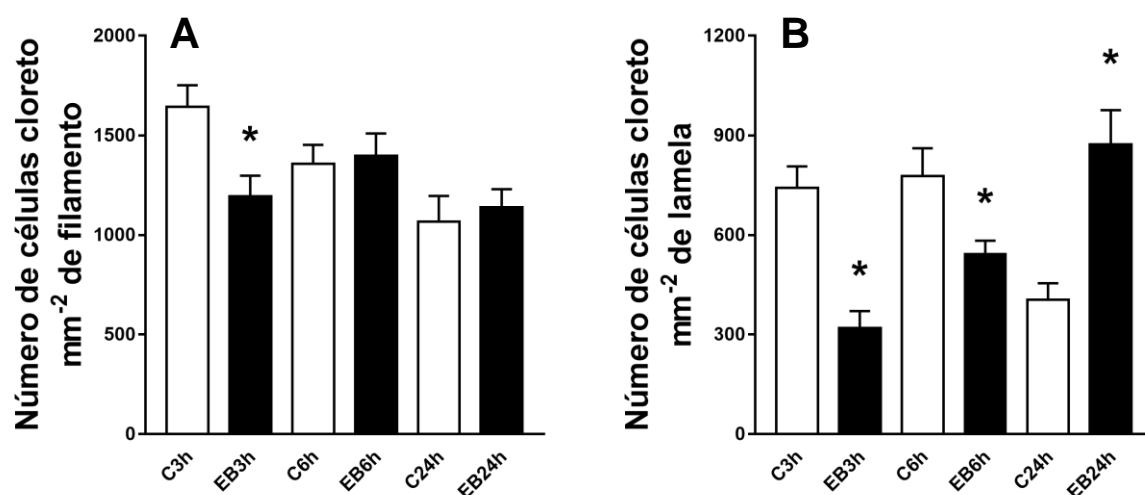 A
Número de células cloreto
mm⁻² de filamento
2000
1500
1000
500
0
*
C3h
EB3h
C6h
EB6h
C24h
EB24h
B
Número de células cloreto
mm⁻² de lamela
1200
900
600
300
0
*
*
*
C3h
EB3h
C6h
EB6h
C24h
EB24h